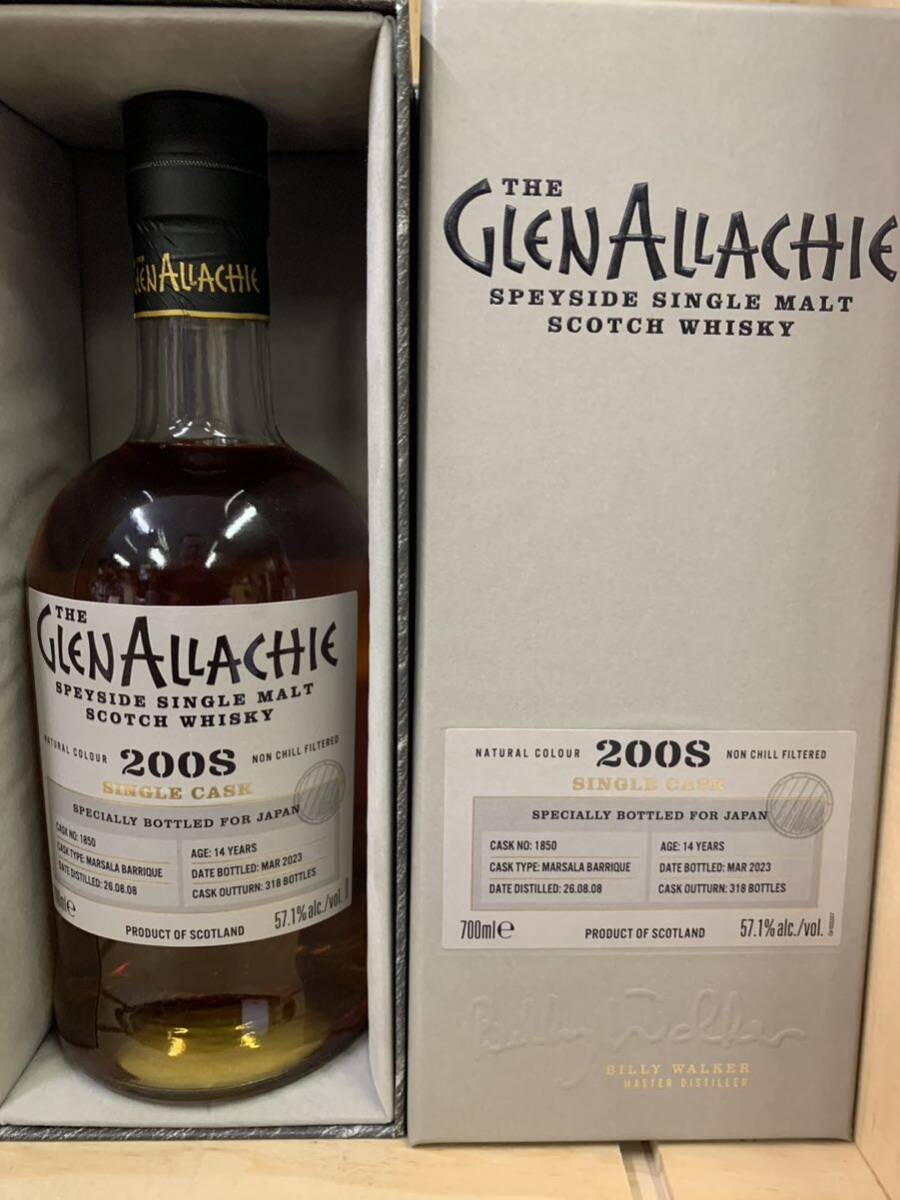 THE
GLENALLACHIE
THE
GLENALLACHIE
SPEYSIDE SINGLE MALT
SCOTCH WHISKY
NATURAL COLOUR 2008 NON CHILL FILTERED
SINGLE CASK
SPECIALLY BOTTLED FOR JAPAN
CASK NO: 1850
AGE: 14 YEARS
CASK TYPE: MARSALA BARRIQUE
DATE BOTTLED: MAR 2023
DATE DISTILLED: 26.08.08
CASK OUTTURN: 318 BOTTLES
57.1% alc./vol.
PRODUCT OF SCOTLAND
THE
GLENALLACHIE
SPEYSIDE SINGLE MALT
SCOTCH WHISKY
NATURAL COLOUR 2008 NON CHILL FILTERED
SINGLE CASK
SPECIALLY BOTTLED FOR JAPAN
CASK NO: 1850
AGE: 14 YEARS
CASK TYPE: MARSALA BARRIQUE
DATE BOTTLED: MAR 2023
DATE DISTILLED: 26.08.08
CASK OUTTURN: 318 BOTTLES
700ml e PRODUCT OF SCOTLAND 57.1% alc./vol.
Billy Walker
BILLY WALKER
MASTER DISTILLER